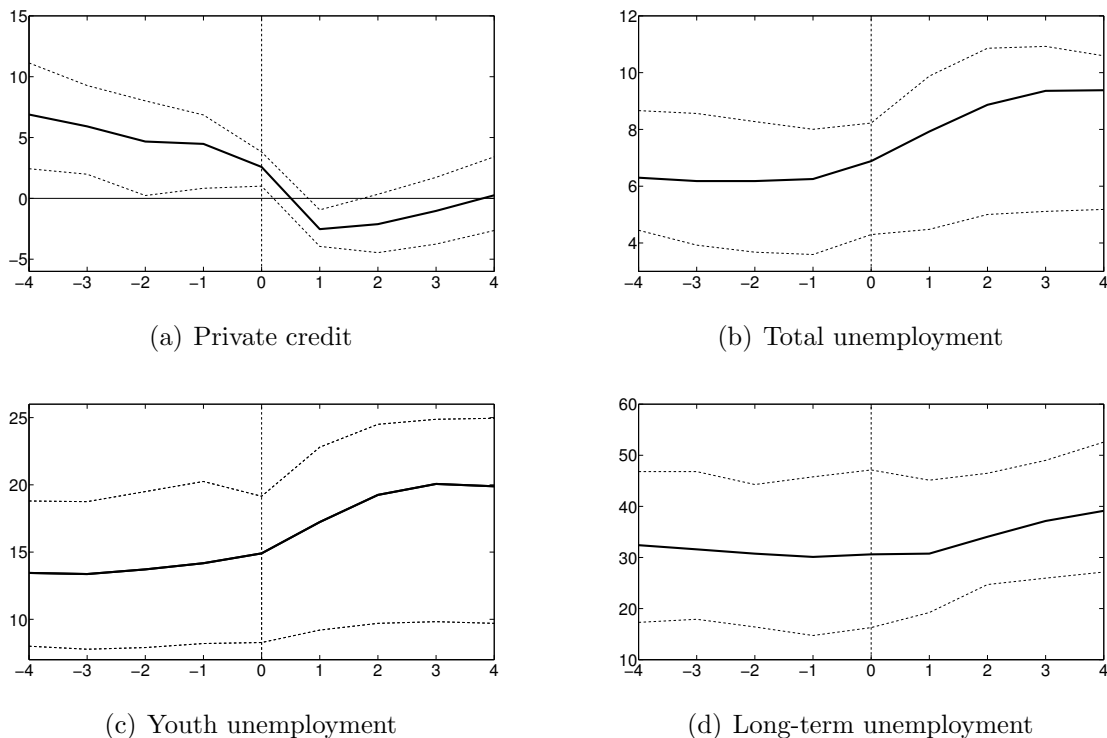 15
10
5
0
−5
−4 −3 −2 −1 0 1 2 3 4
(a) Private credit
12
10
8
6
4
−4 −3 −2 −1 0 1 2 3 4
(b) Total unemployment
25
20
15
10
−4 −3 −2 −1 0 1 2 3 4
(c) Youth unemployment
60
50
40
30
20
10
−4 −3 −2 −1 0 1 2 3 4
(d) Long-term unemployment